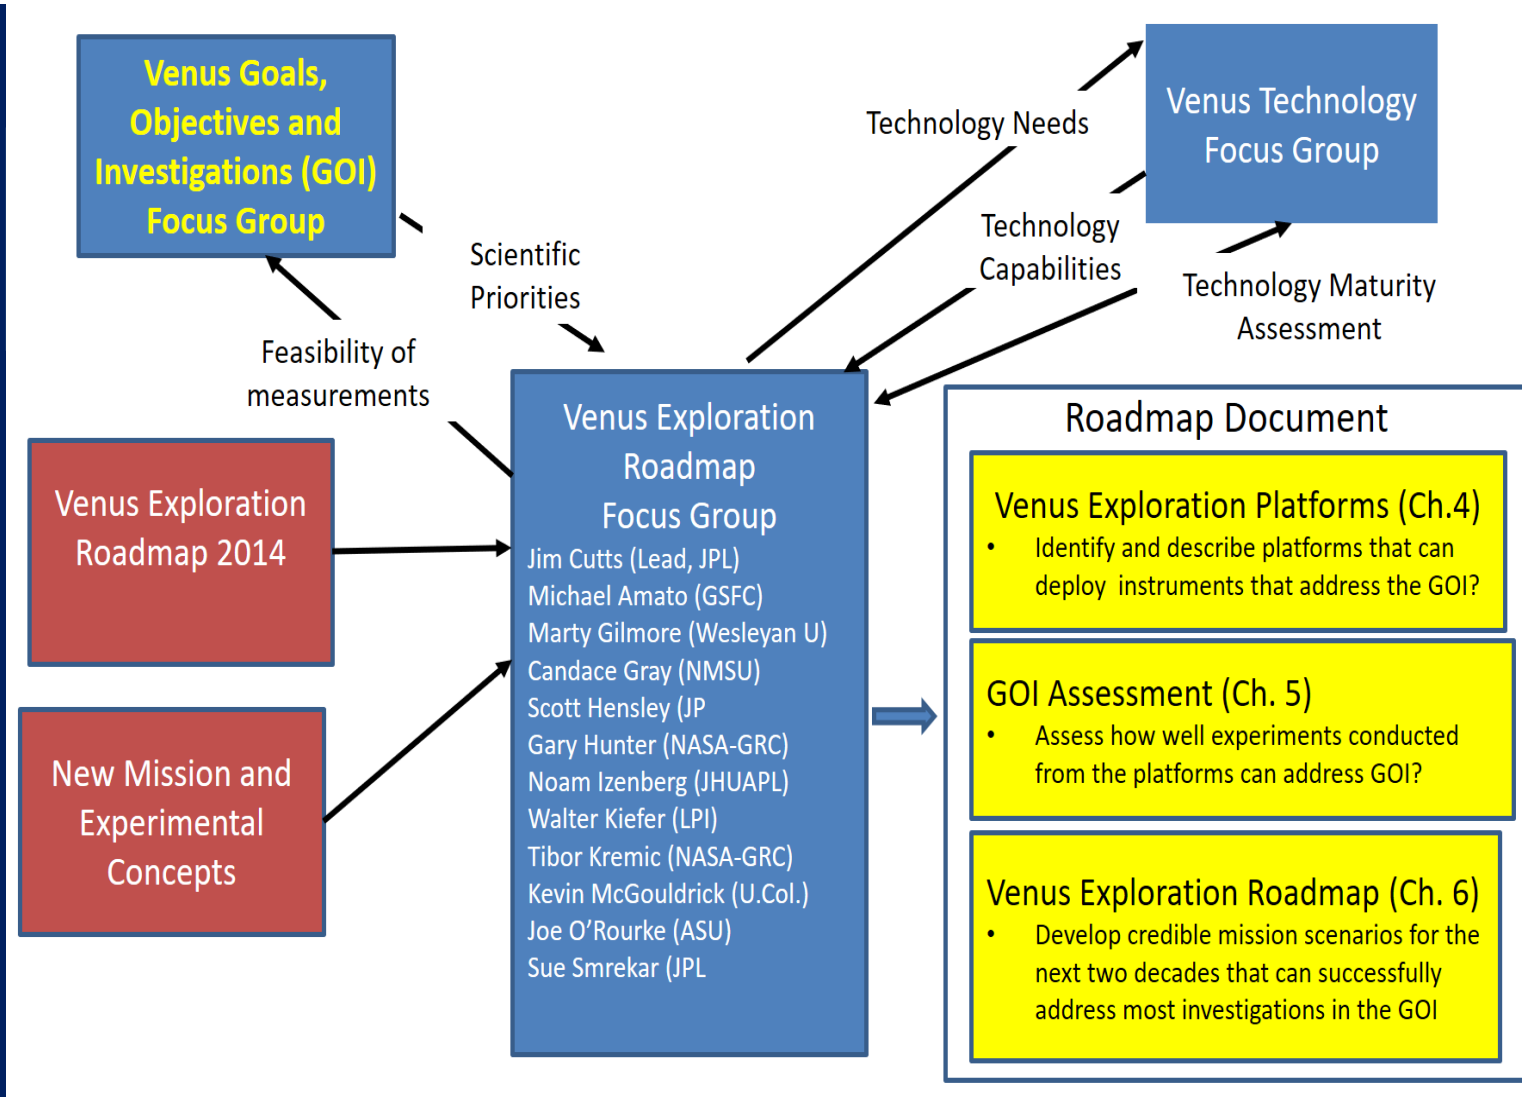 Venus Goals,
Objectives and
Investigations (GOI)
Focus Group
Technology Needs
Venus Technology
Focus Group
Scientific
Priorities
Technology
Capabilities
Technology Maturity
Assessment
Feasibility of
measurements
Venus Exploration
Roadmap 2014
New Mission and
Experimental
Concepts
Venus Exploration
Roadmap
Focus Group
Jim Cutts (Lead, JPL)
Michael Amato (GSFC)
Marty Gilmore (Wesleyan U)
Candace Gray (NMSU)
Scott Hensley (JP
Gary Hunter (NASA-GRC)
Noam Izenberg (JHUAPL)
Walter Kiefer (LPI)
Tibor Kremic (NASA-GRC)
Kevin McGouldrick (U.Col.)
Joe O’Rourke (ASU)
Sue Smrekar (JPL
Roadmap Document
Venus Exploration Platforms (Ch.4)
• Identify and describe platforms that can
deploy instruments that address the GOI?
GOI Assessment (Ch. 5)
• Assess how well experiments conducted
from the platforms can address GOI?
Venus Exploration Roadmap (Ch. 6)
• Develop credible mission scenarios for the
next two decades that can successfully
address most investigations in the GOI